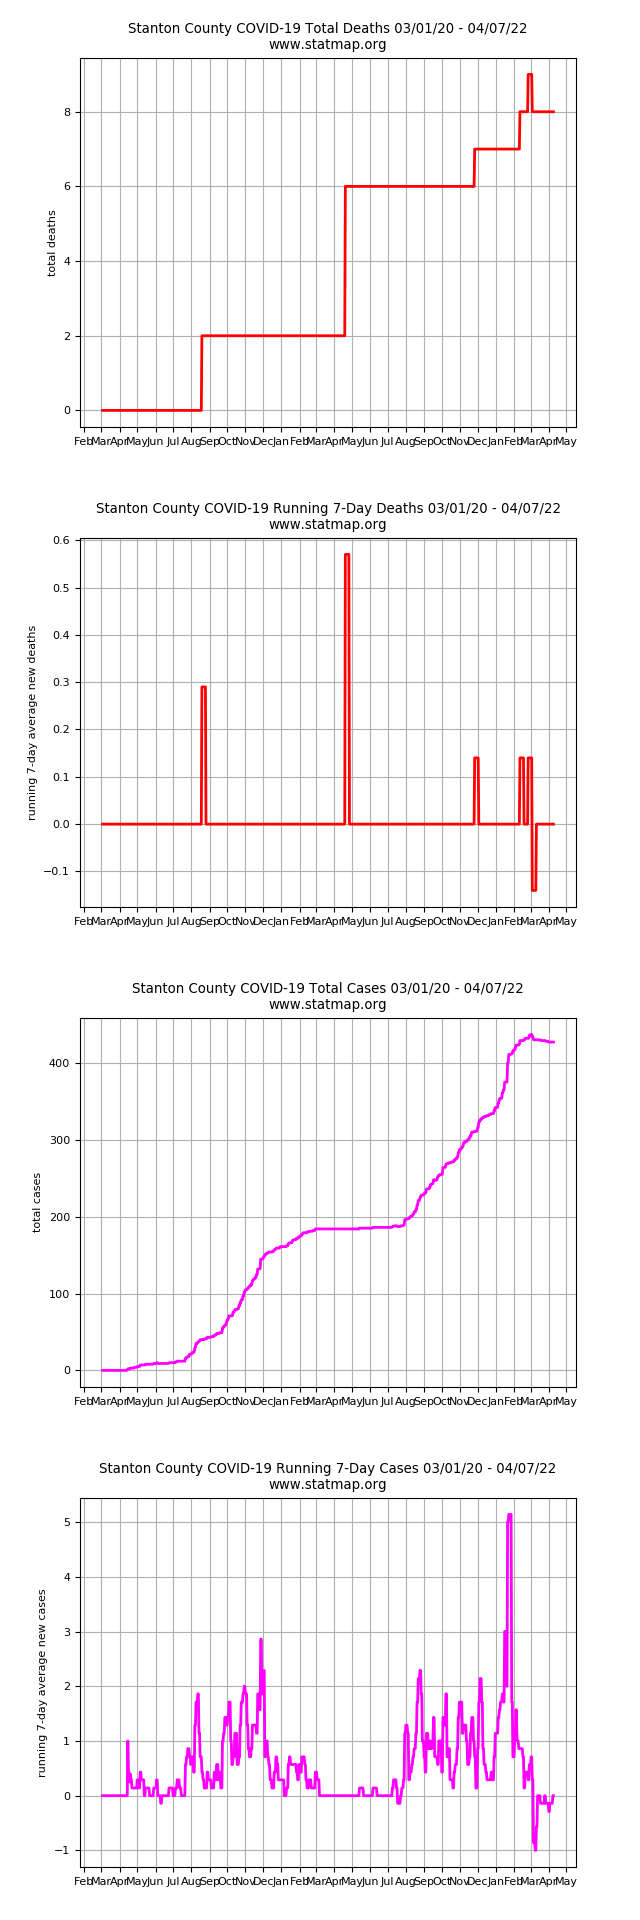 Stanton County COVID-19 Total Deaths 03/01/20 - 04/07/22
www.statmap.org
8
6
4
2
0
total deaths
Feb Mar Apr May Jun Jul Aug Sep Oct Nov Dec Jan Feb Mar Apr May Jun Jul Aug Sep Oct Nov Dec Jan Feb Mar Apr May
Stanton County COVID-19 Running 7-Day Deaths 03/01/20 - 04/07/22
www.statmap.org
0.6
0.5
0.4
0.3
0.2
0.1
0.0
−0.1
running 7-day average new deaths
Feb Mar Apr May Jun Jul Aug Sep Oct Nov Dec Jan Feb Mar Apr May Jun Jul Aug Sep Oct Nov Dec Jan Feb Mar Apr May
Stanton County COVID-19 Total Cases 03/01/20 - 04/07/22
www.statmap.org
400
300
200
100
0
total cases
Feb Mar Apr May Jun Jul Aug Sep Oct Nov Dec Jan Feb Mar Apr May Jun Jul Aug Sep Oct Nov Dec Jan Feb Mar Apr May
Stanton County COVID-19 Running 7-Day Cases 03/01/20 - 04/07/22
www.statmap.org
5
4
3
2
1
0
−1
running 7-day average new cases
Feb Mar Apr May Jun Jul Aug Sep Oct Nov Dec Jan Feb Mar Apr May Jun Jul Aug Sep Oct Nov Dec Jan Feb Mar Apr May